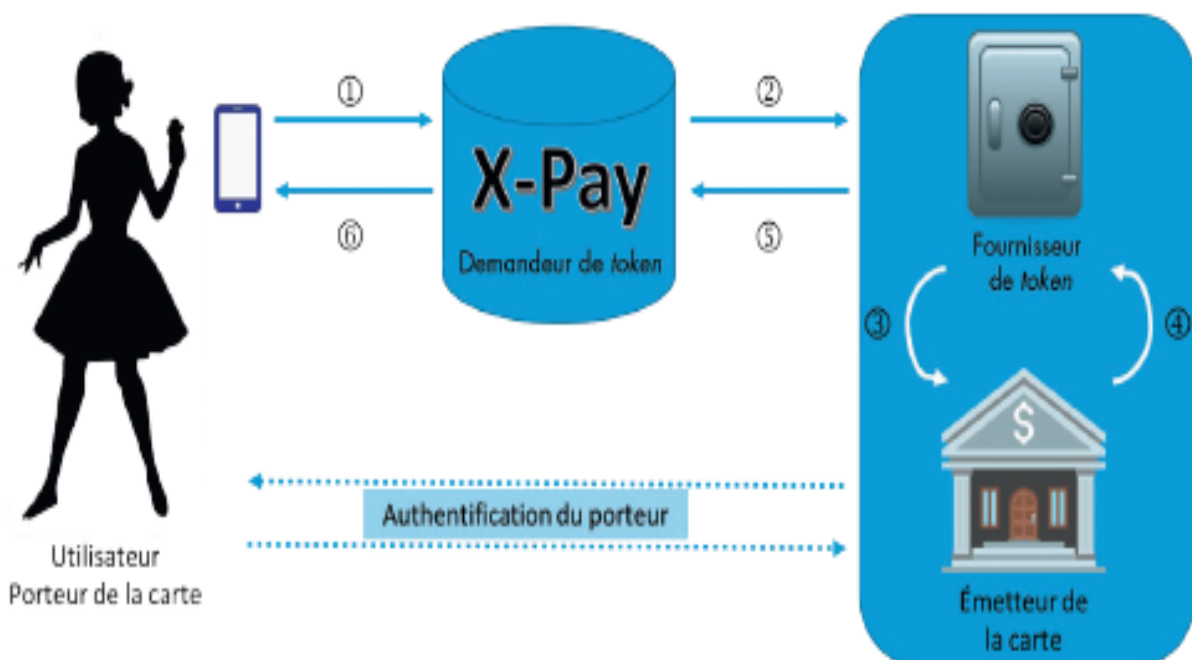 ①
②
X-Pay
Demandeur de token
⑥
⑤
Fournisseur
de token
③
④
$
Authentification du porteur
Utilisateur
Porteur de la carte
Émetteur de
la carte